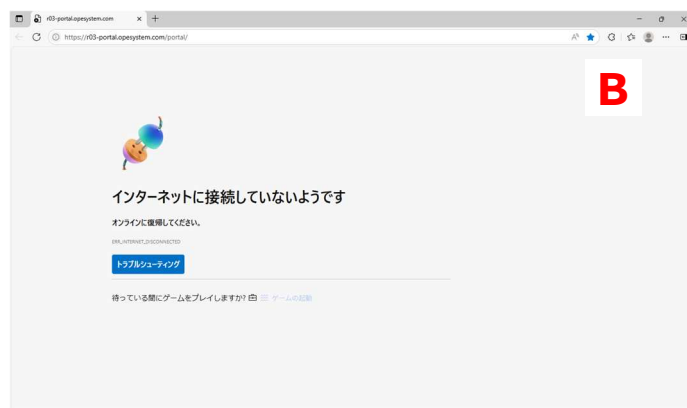 r03-portal.opesystem.com
https://r03-portal.opesystem.com/portal/
B
インターネットに接続していないようです
オンラインに復帰してください。
ERR_INTERNET_DISCONNECTED
トラブルシューティング
待っている間にゲームをプレイしますか? ゲームの起動